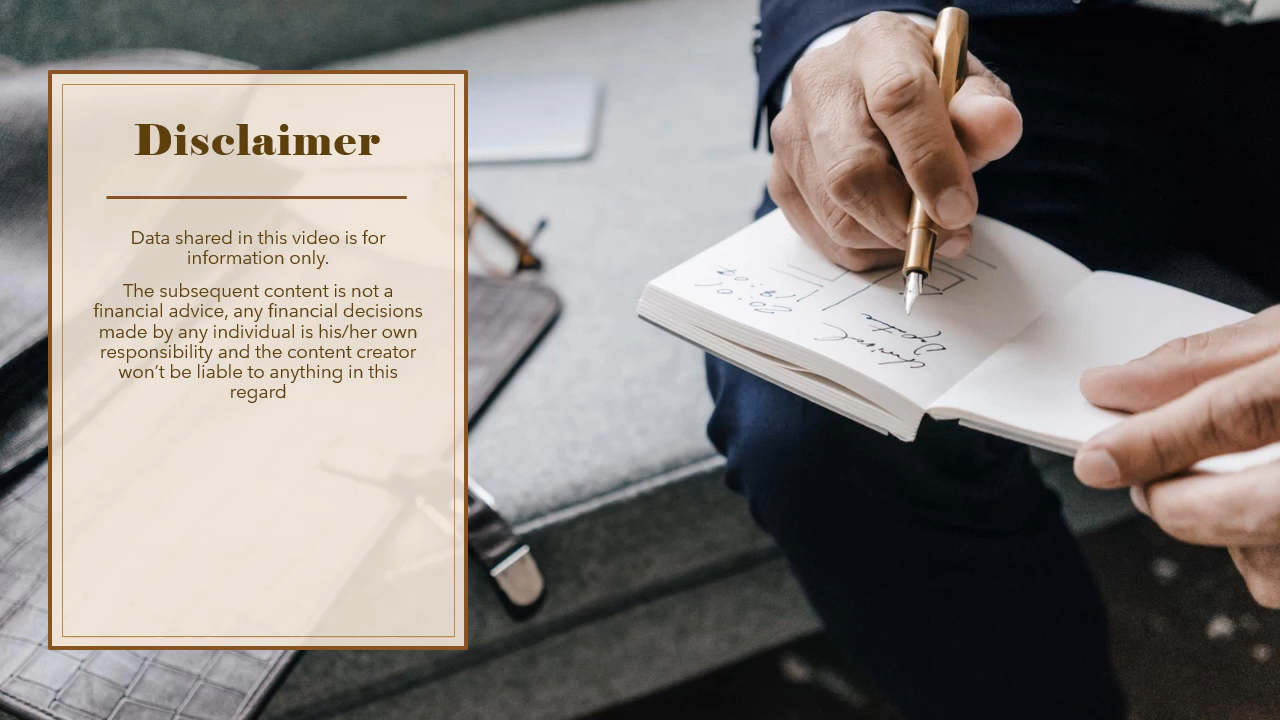 Disclaimer
Data shared in this video is for
information only.
The subsequent content is not a
financial advice, any financial decisions
made by any individual is his/her own
responsibility and the content creator
won't be liable to anything in this
regard